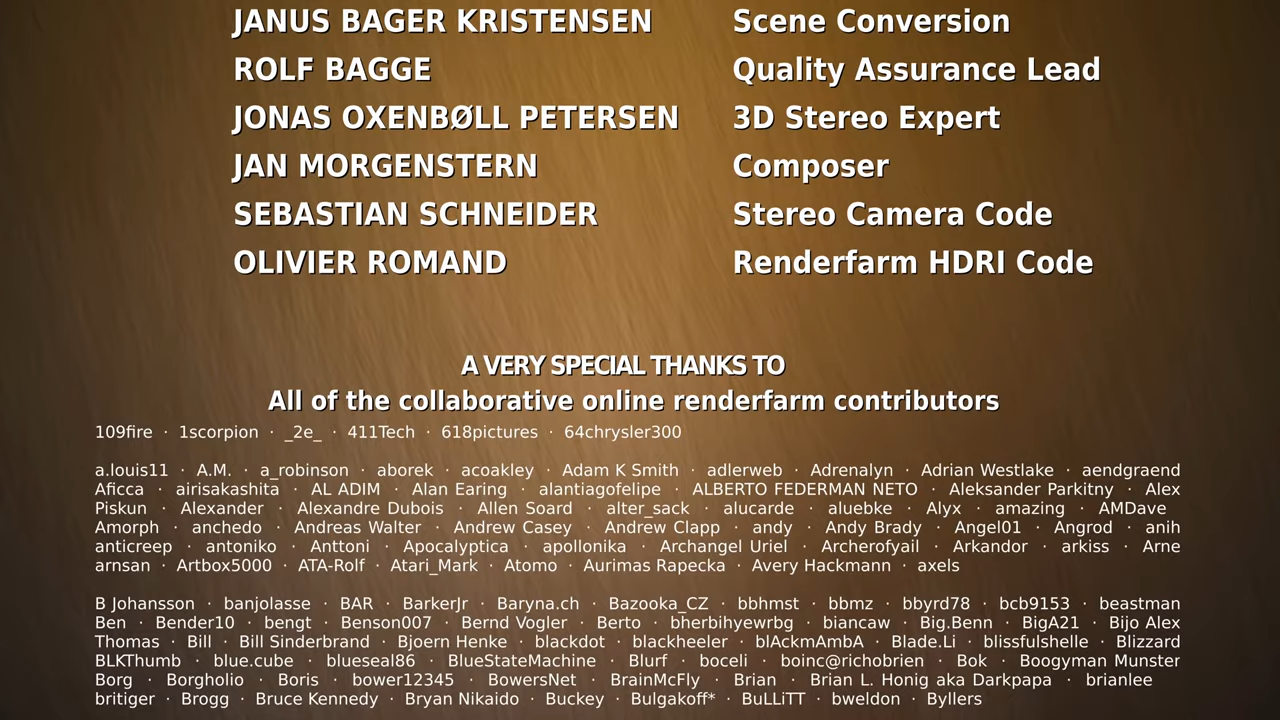 JANUS BAGER KRISTENSEN Scene Conversion
ROLF BAGGE Quality Assurance Lead
JONAS OXENBØLL PETERSEN 3D Stereo Expert
JAN MORGENSTERN Composer
SEBASTIAN SCHNEIDER Stereo Camera Code
OLIVIER ROMAND Renderfarm HDRI Code
A VERY SPECIAL THANKS TO
All of the collaborative online renderfarm contributors
109fire · 1scorpion · _2e_ · 411Tech · 618pictures · 64chrysler300
a.louis11 · A.M. · a_robinson · aborek · acoakley · Adam K Smith · adlerweb · Adrenalyn · Adrian Westlake · aendgraend
Aficca · airisakashita · AL ADIM · Alan Earing · alantiagofelipe · ALBERTO FEDERMAN NETO · Aleksander Parkitny · Alex
Piskun · Alexander · Alexandre Dubois · Allen Soard · alter_sack · alucarde · aluebke · Alyx · amazing · AMDave
Amorph · anchedo · Andreas Walter · Andrew Casey · Andrew Clapp · andy · Andy Brady · Angel01 · Angrod · anih
anticreep · antoniko · Anttoni · Apocalyptica · apollonika · Archangel Uriel · Archerofyail · Arkandor · arkiss · Arne
arnsan · Artbox5000 · ATA-Rolf · Atari_Mark · Atomo · Aurimas Rapecka · Avery Hackmann · axels
B Johansson · banjolasse · BAR · BarkerJr · Baryna.ch · Bazooka_CZ · bbhmst · bbmz · bbyrd78 · bcb9153 · beastman
Ben · Bender10 · bengt · Benson007 · Bernd Vogler · Berto · bherbihyewrbg · biancaw · Big.Benn · BigA21 · Bijo Alex
Thomas · Bill · Bill Sinderbrand · Bjoern Henke · blackdot · blackheeler · blAckmAmbA · Blade.Li · blissfulshelle · Blizzard
BLKThumb · blue.cube · blueseal86 · BlueStateMachine · Blurf · boceli · boinc@richobrien · Bok · Boogyman Munster
Borg · Borgholio · Boris · bower12345 · BowersNet · BrainMcFly · Brian · Brian L. Honig aka Darkpapa · brianlee
britiger · Brogg · Bruce Kennedy · Bryan Nikaido · Buckey · Bulgakoff* · BuLLiTT · bweldon · Byllers